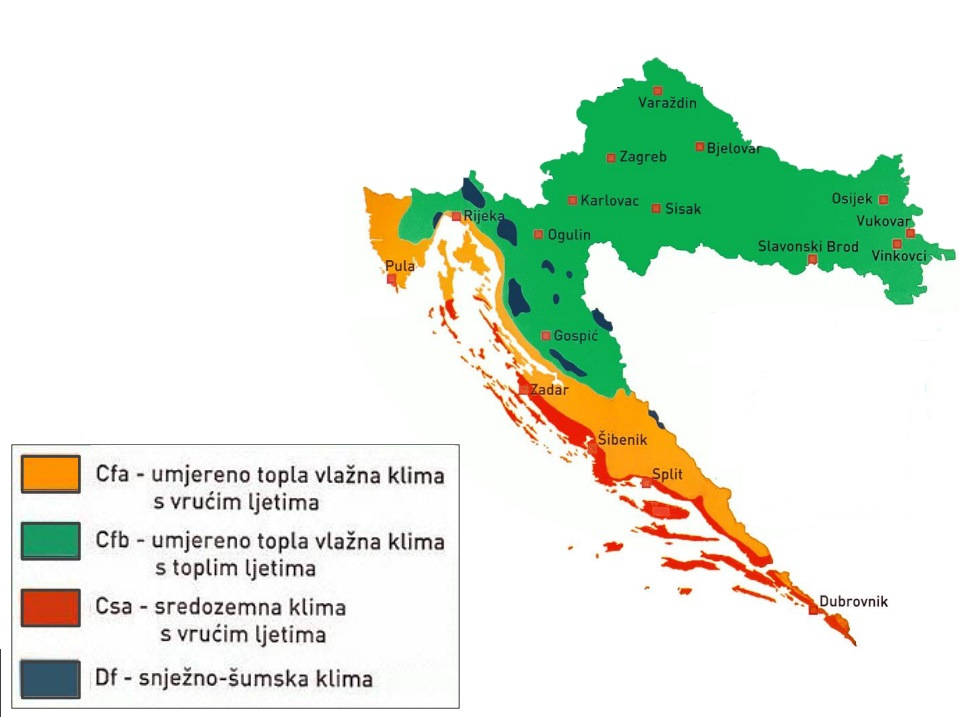 Varaždin
Bjelovar
Zagreb
Karlovac
Sisak
Osijek
Rijeka
Vukovar
Ogulin
Slavonski Brod
Vinkovci
Pula
Gospić
Zadar
Šibenik
Split
Dubrovnik
Cfa - umjereno topla vlažna klima
s vrućim ljetima
Cfb - umjereno topla vlažna klima
s toplim ljetima
Csa - sredozemna klima
s vrućim ljetima
Df - snježno-šumska klima